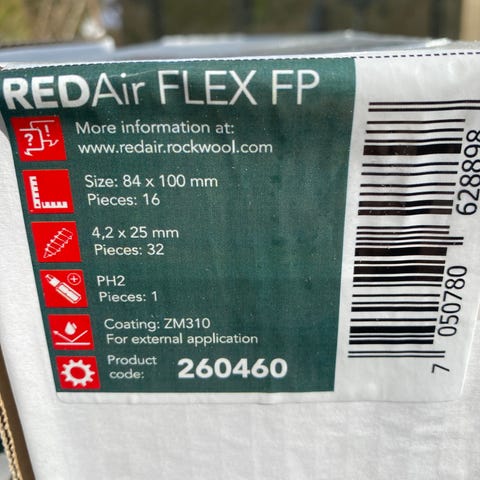 REDAir FLEX FP
More information at:
www.redair.rockwool.com
Size: 84 x 100 mm
Pieces: 16
4,2 x 25 mm
Pieces: 32
PH2
Pieces: 1
Coating: ZM310
For external application
Product
code: 260460
7 050780 628898